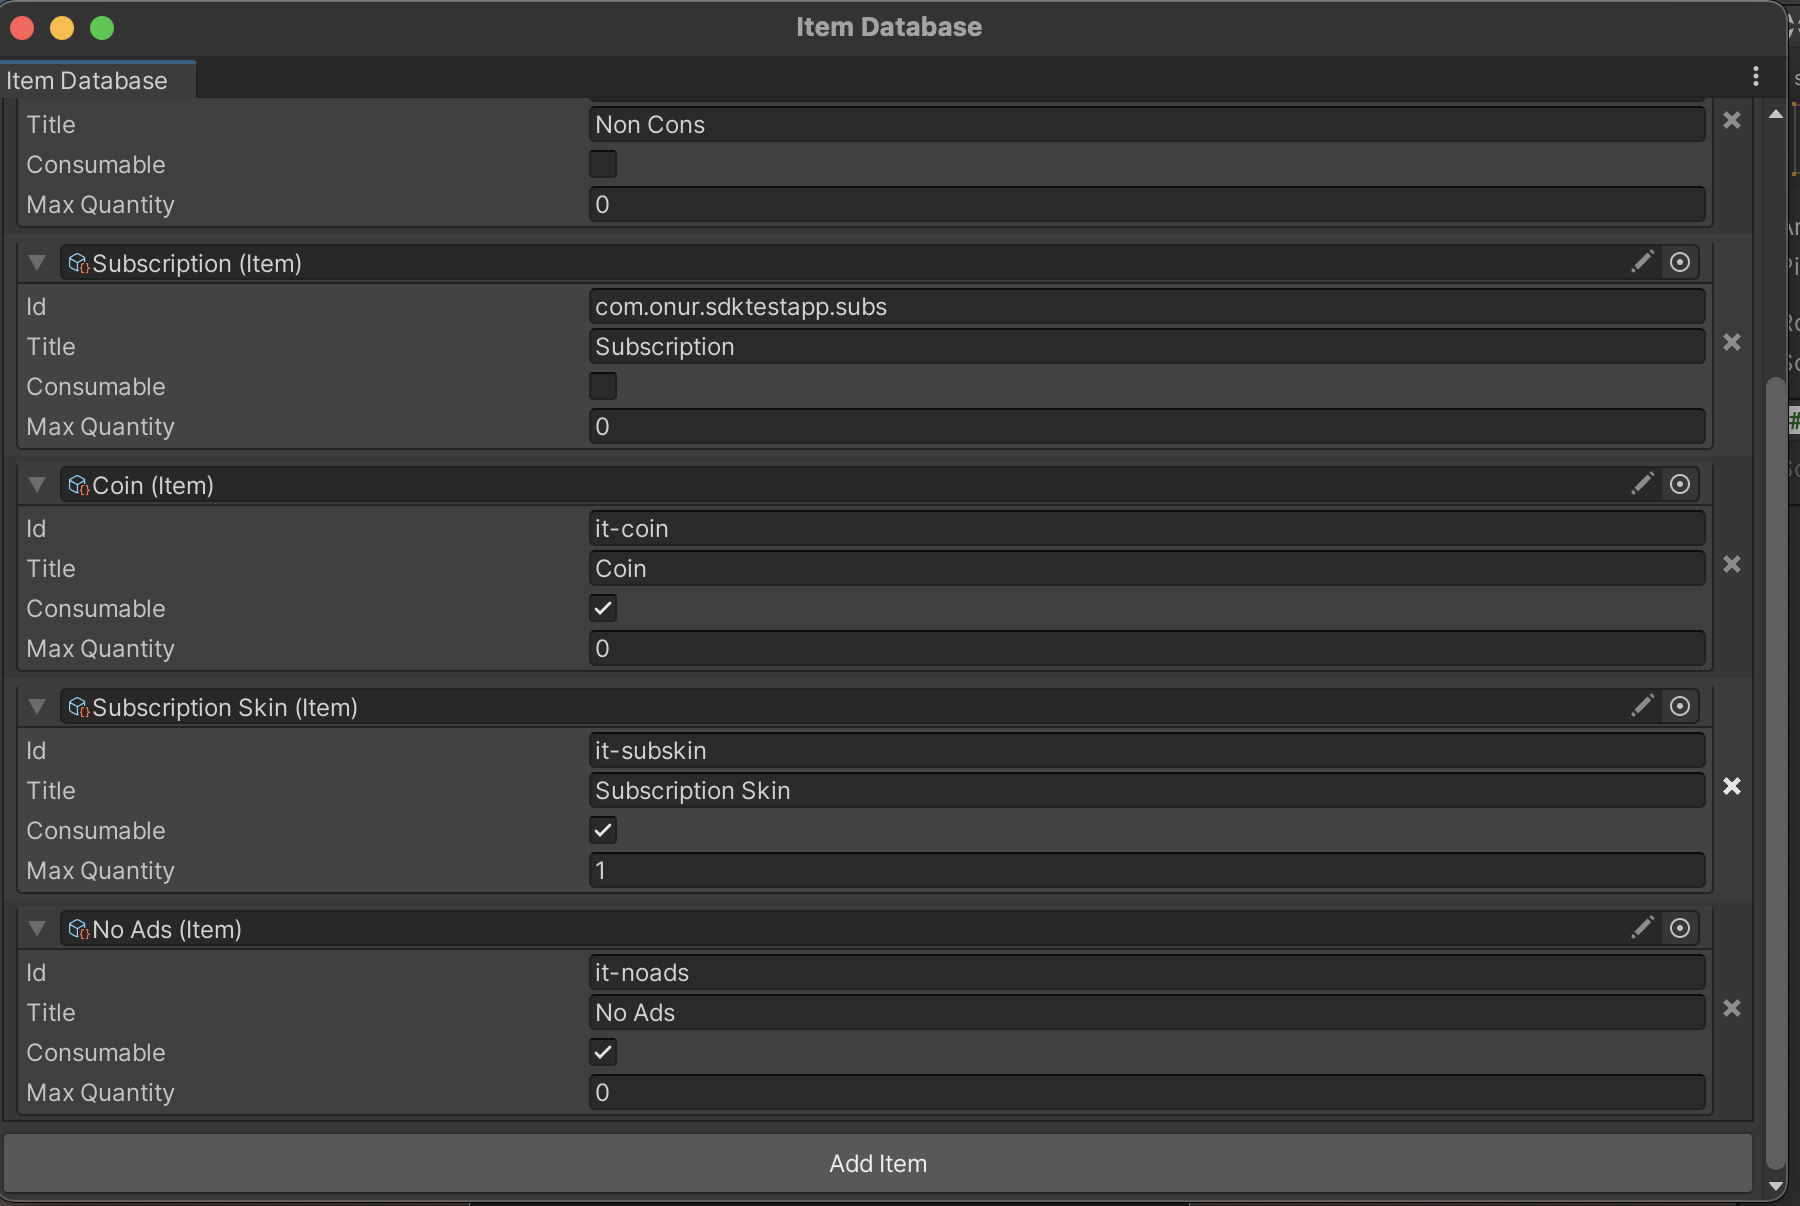 Item Database
Item Database
Title Non Cons
Consumable
Max Quantity 0
Subscription (Item)
Id com.onur.sdktestapp.subs
Title Subscription
Consumable
Max Quantity 0
Coin (Item)
Id it-coin
Title Coin
Consumable
Max Quantity 0
Subscription Skin (Item)
Id it-subskin
Title Subscription Skin
Consumable
Max Quantity 1
No Ads (Item)
Id it-noads
Title No Ads
Consumable
Max Quantity 0
Add Item